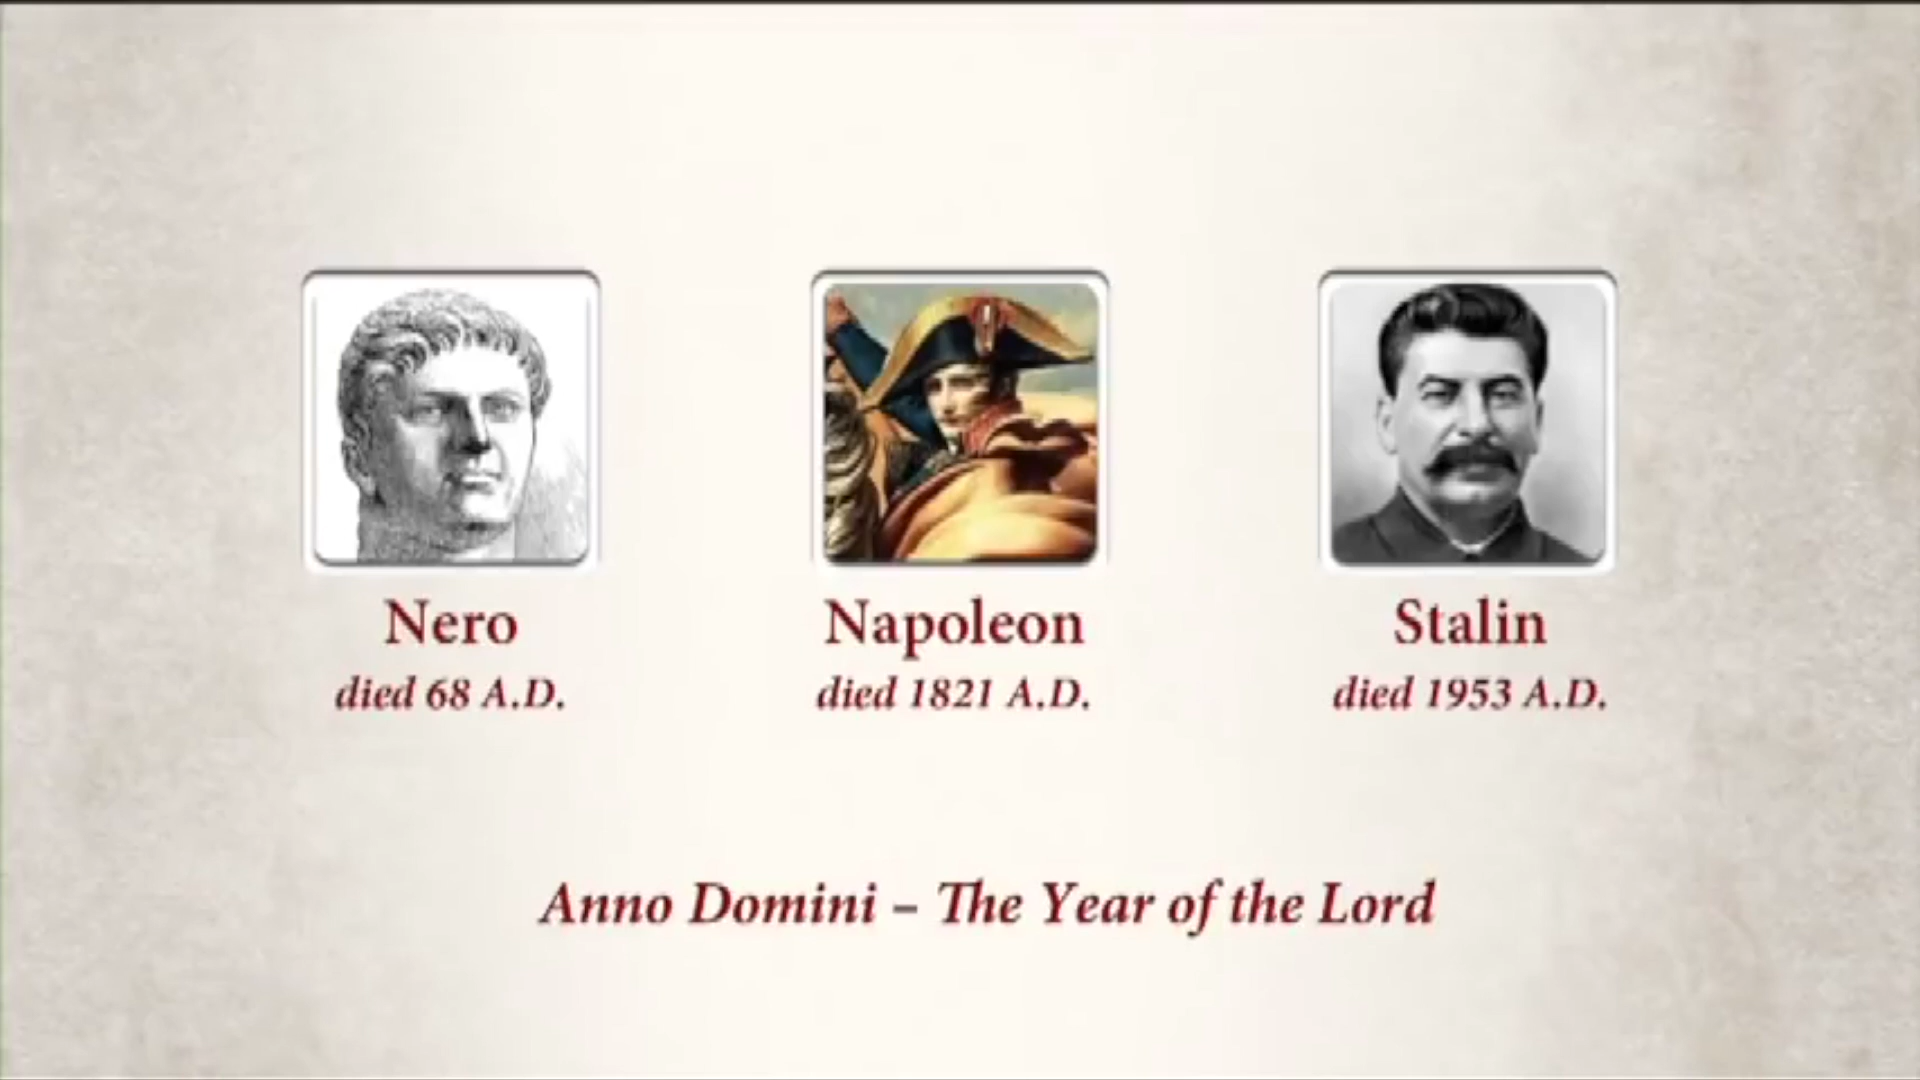 Nero
died 68 A.D.
Napoleon
died 1821 A.D.
Stalin
died 1953 A.D.
Anno Domini – The Year of the Lord